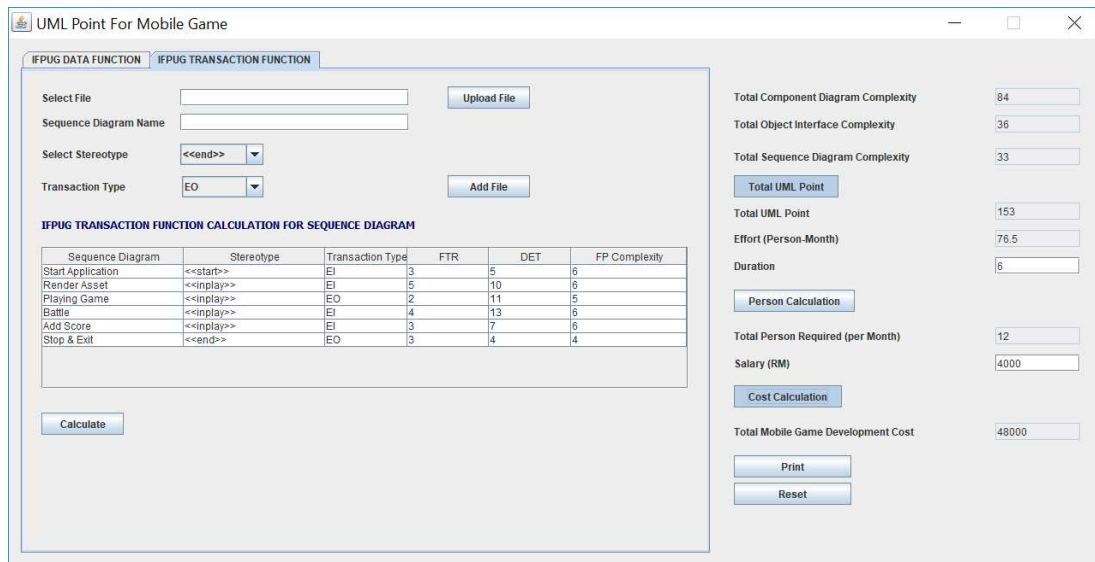 UML Point For Mobile Game
IFPUG DATA FUNCTION IFPUG TRANSACTION FUNCTION
Select File Upload File
Sequence Diagram Name
Select Stereotype <<end>>
Transaction Type EO Add File
IFPUG TRANSACTION FUNCTION CALCULATION FOR SEQUENCE DIAGRAM
Sequence Diagram Stereotype Transaction Type FTR DET FP Complexity
Start Application <<start>> EI 3 5 6
Render Asset <<inplay>> EI 5 10 6
Playing Game <<inplay>> EO 2 11 5
Battle <<inplay>> EI 4 13 6
Add Score <<inplay>> EI 3 7 6
Stop & Exit <<end>> EO 3 4 4
Calculate
Total Component Diagram Complexity 84
Total Object Interface Complexity 36
Total Sequence Diagram Complexity 33
Total UML Point
Total UML Point 153
Effort (Person-Month) 76.5
Duration 6
Person Calculation
Total Person Required (per Month) 12
Salary (RM) 4000
Cost Calculation
Total Mobile Game Development Cost 48000
Print
Reset